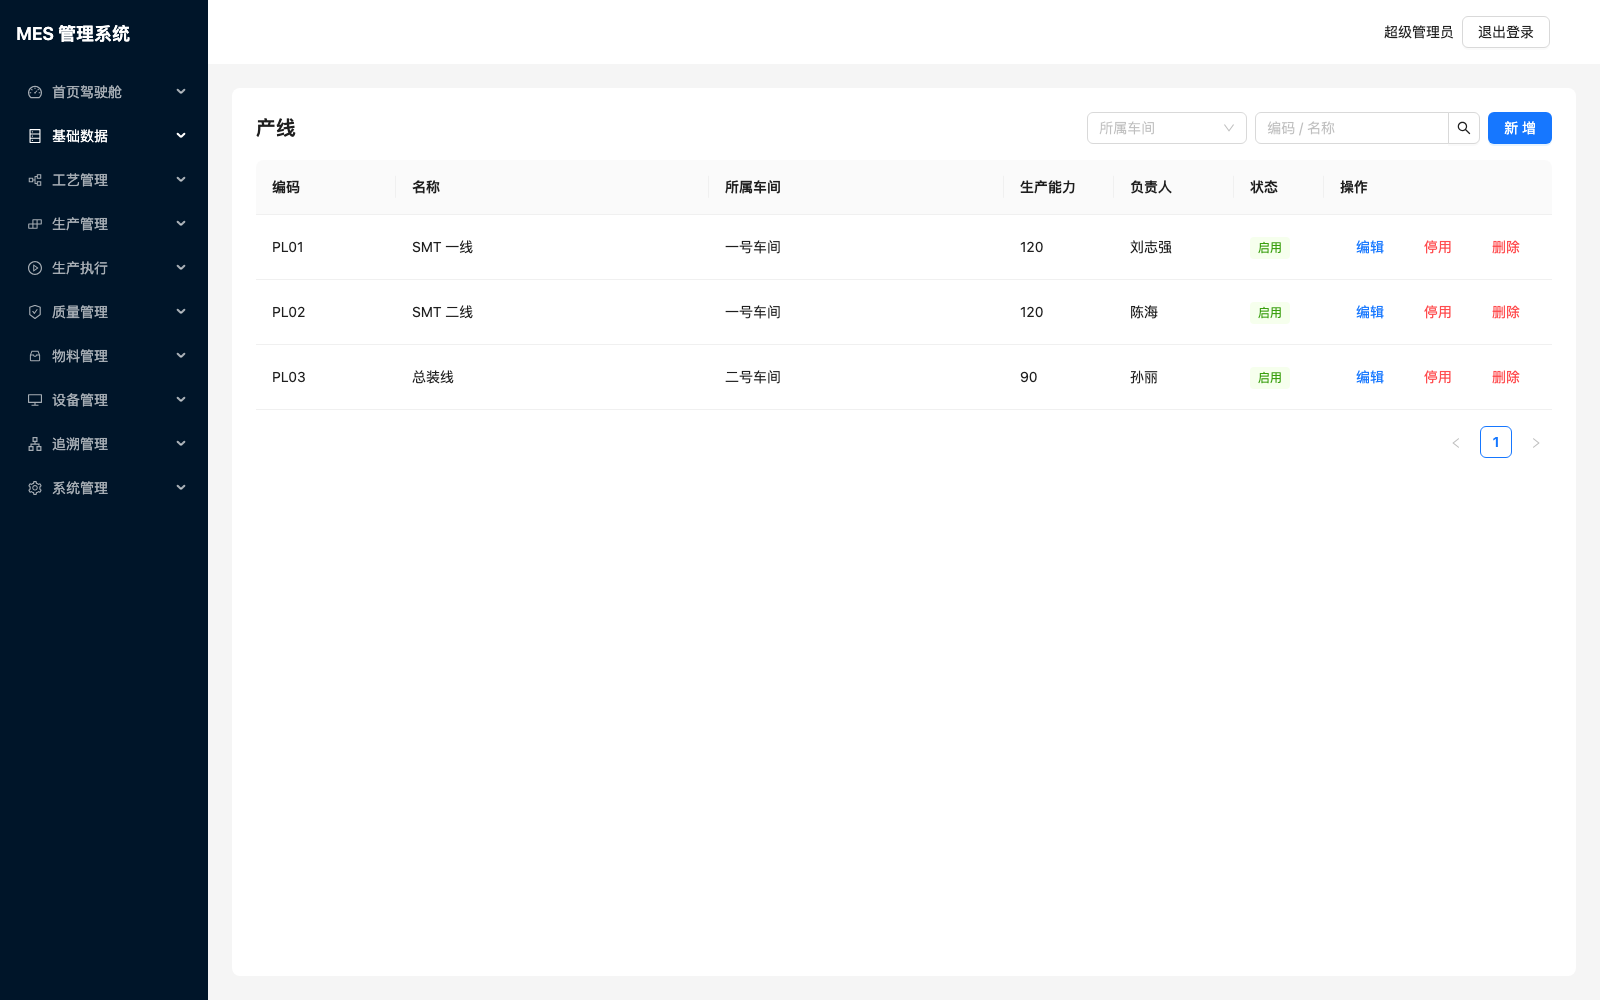 MES 管理系统
首页驾驶舱
基础数据
工艺管理
生产管理
生产执行
质量管理
物料管理
设备管理
追溯管理
系统管理
超级管理员 退出登录
产线 所属车间 编码 / 名称 新 增
编码 名称 所属车间 生产能力 负责人 状态 操作
PL01 SMT 一线 一号车间 120 刘志强 启用 编辑 停用 删除
PL02 SMT 二线 一号车间 120 陈海 启用 编辑 停用 删除
PL03 总装线 二号车间 90 孙丽 启用 编辑 停用 删除
1